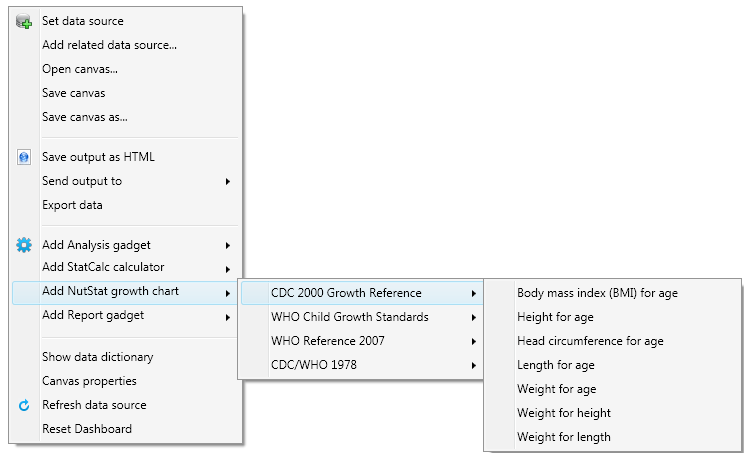 Set data source
Add related data source...
Open canvas...
Save canvas
Save canvas as...
Save output as HTML
Send output to
Export data
Add Analysis gadget
Add StatCalc calculator
Add NutStat growth chart
Add Report gadget
Show data dictionary
Canvas properties
Refresh data source
Reset Dashboard
CDC 2000 Growth Reference
WHO Child Growth Standards
WHO Reference 2007
CDC/WHO 1978
Body mass index (BMI) for age
Height for age
Head circumference for age
Length for age
Weight for age
Weight for height
Weight for length